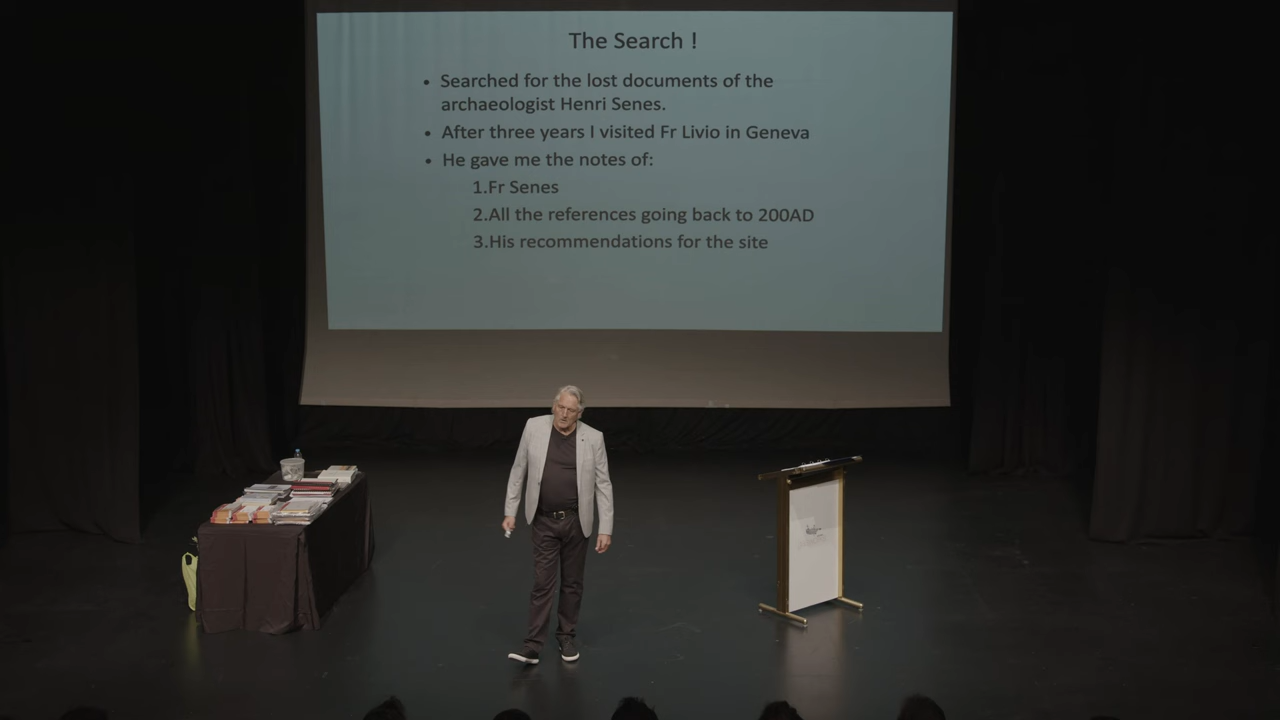 The Search !
• Searched for the lost documents of the
archaeologist Henri Senes.
• After three years I visited Fr Livio in Geneva
• He gave me the notes of:
1.Fr Senes
2.All the references going back to 200AD
3.His recommendations for the site